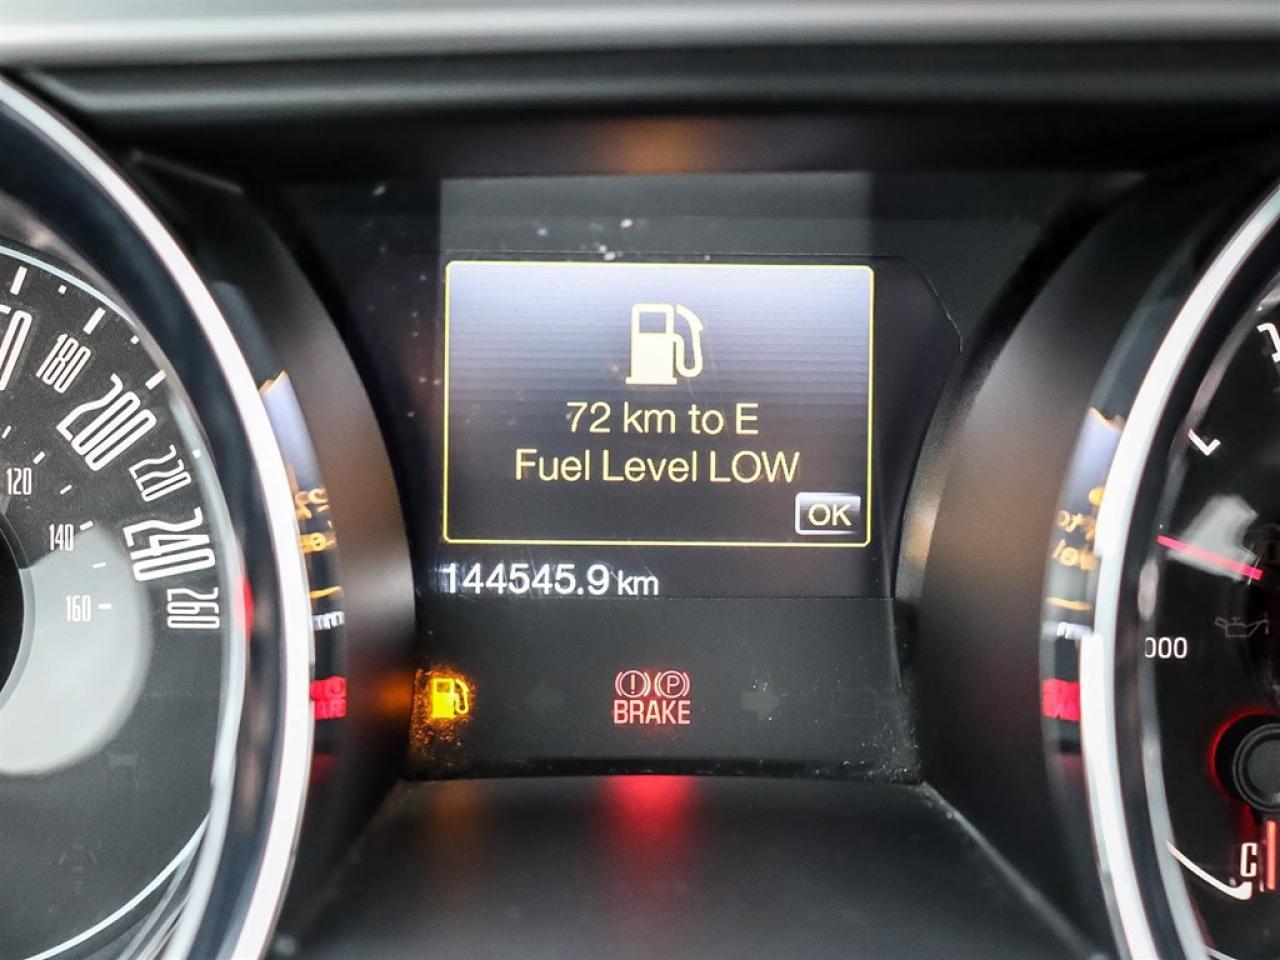 180
200
220
240
260
120
140
160
72 km to E
Fuel Level LOW
OK
144545.9 km
(!) (P)
BRAKE
000
C